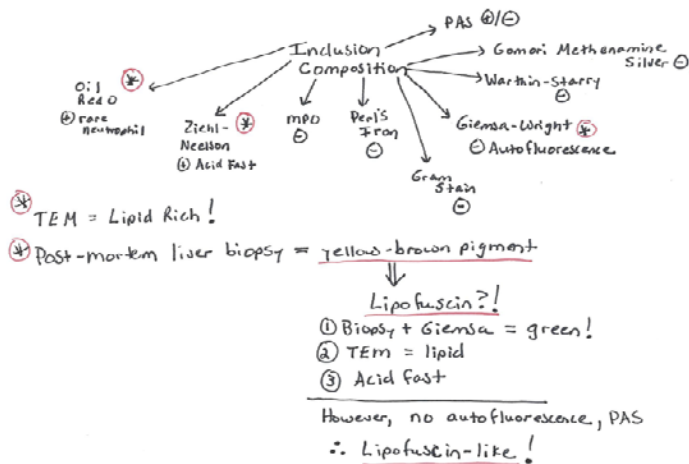 PAS ⊕/⊖
Inclusion
Composition
Gomori Methenamine
Silver ⊖
Warthin-Starry
⊖
Giemsa-Wright *
⊖ Autofluorescence
Gram
Stain
⊖
Perl's
Iron
⊖
MPO
⊖
Ziehl- *
Neelson
⊕ Acid Fast
Oil *
Red O
⊕ rare
neutrophil
* TEM = Lipid Rich!
* Post-mortem liver biopsy = yellow-brown pigment
Lipofuscin?!
① Biopsy + Giemsa = green!
② TEM = lipid
③ Acid Fast
However, no autofluorescence, PAS
∴ Lipofuscin-like!